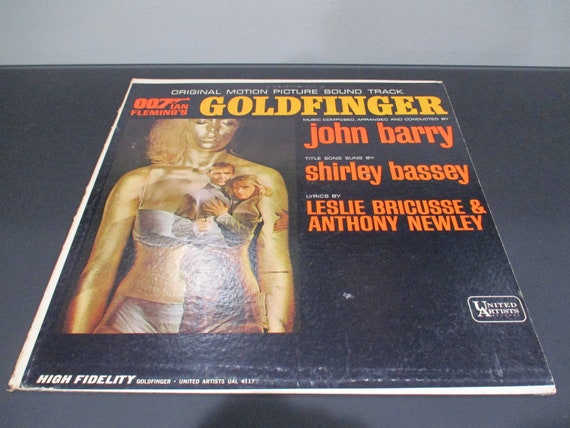 ORIGINAL MOTION PICTURE SOUND TRACK
007 IAN
FLEMING'S
GOLDFINGER
MUSIC COMPOSED, ARRANGED AND CONDUCTED BY
john barry
TITLE SONG SUNG BY
shirley bassey
LYRICS BY
LESLIE BRICUSSE &
ANTHONY NEWLEY
UNITED
ARTISTS
HIGH FIDELITY GOLDFINGER • UNITED ARTISTS UAL 4117